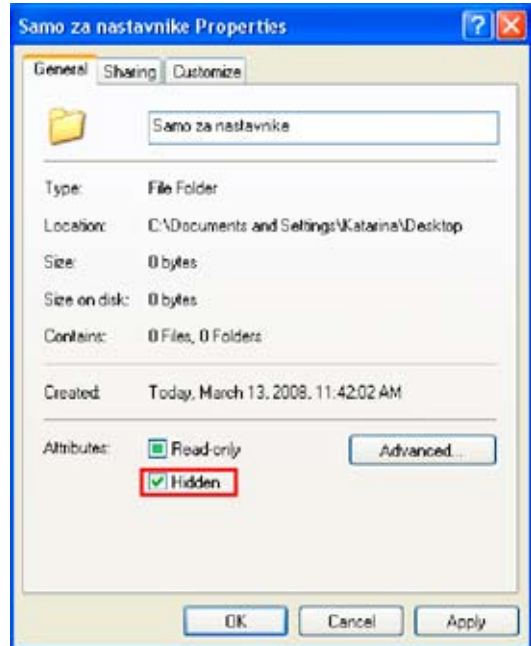 Samo za nastavnike Properties
General Sharing Customize
Samo za nastavnike
Type: File Folder
Location: C:\Documents and Settings\Katarina\Desktop
Size: 0 bytes
Size on disk: 0 bytes
Contains: 0 Files, 0 Folders
Created: Today, March 13, 2008, 11:42:02 AM
Attributes: Read-only Advanced...
Hidden
OK Cancel Apply